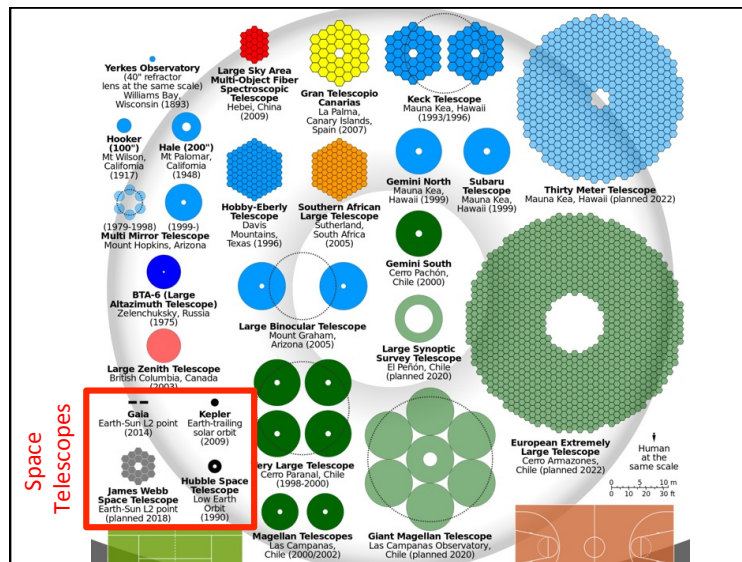 Yerkes Observatory
(40" refractor
lens at the same scale)
Williams Bay,
Wisconsin (1893)
Large Sky Area
Multi-Object Fiber
Spectroscopic
Telescope
Hebei, China
(2009)
Gran Telescopio
Canarias
La Palma,
Canary Islands,
Spain (2007)
Keck Telescope
Mauna Kea, Hawaii
(1993/1996)
Hooker
(100")
Mt Wilson,
California
(1917)
Hale (200")
Mt Palomar,
California
(1948)
(1979-1998)
(1999-)
Multi Mirror Telescope
Mount Hopkins, Arizona
Hobby-Eberly
Telescope
Davis
Mountains,
Texas (1996)
Southern African
Large Telescope
Sutherland,
South Africa
(2005)
Gemini North
Mauna Kea,
Hawaii (1999)
Subaru
Telescope
Mauna Kea,
Hawaii (1999)
Thirty Meter Telescope
Mauna Kea, Hawaii (planned 2022)
Gemini South
Cerro Pachón,
Chile (2000)
BTA-6 (Large
Altazimuth Telescope)
Zelenchuksky, Russia
(1975)
Large Binocular Telescope
Mount Graham,
Arizona (2005)
Large Synoptic
Survey Telescope
El Peñón, Chile
(planned 2020)
Large Zenith Telescope
British Columbia, Canada
(2003)
Space
Telescopes
Gaia
Earth-Sun L2 point
(2014)
Kepler
Earth-trailing
solar orbit
(2009)
James Webb
Space Telescope
Earth-Sun L2 point
(planned 2018)
Hubble Space
Telescope
Low Earth
Orbit
(1990)
ery Large Telescope
Cerro Paranal, Chile
(1998-2000)
Magellan Telescopes
Las Campanas,
Chile (2000/2002)
Giant Magellan Telescope
Las Campanas Observatory,
Chile (planned 2020)
European Extremely
Large Telescope
Cerro Armazones,
Chile (planned 2022)
Human
at the
same scale
0 5 10 m
0 10 20 30 ft